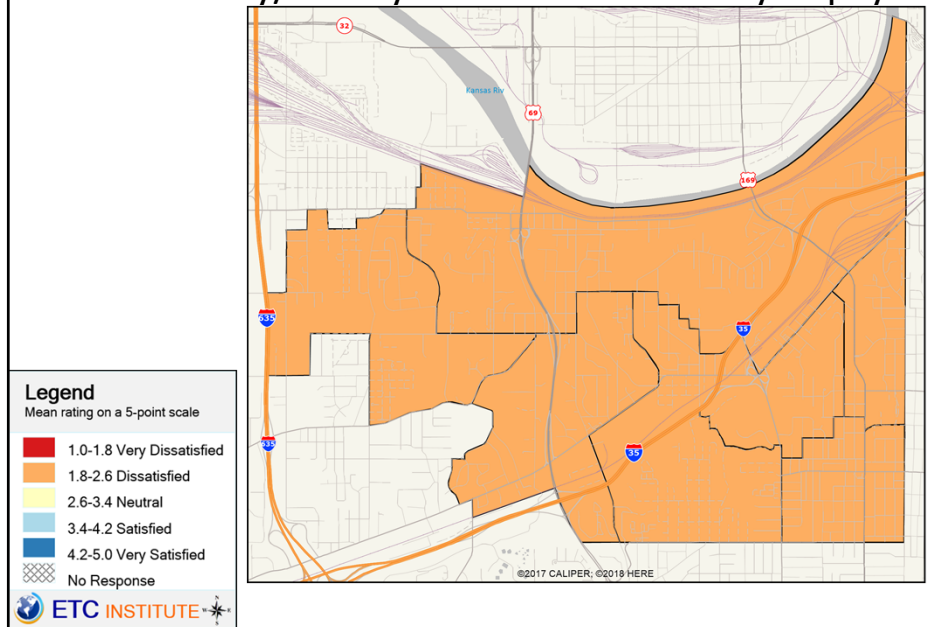 32
Kansas Riv
69
169
635
35
635
35
Legend
Mean rating on a 5-point scale
1.0-1.8 Very Dissatisfied
1.8-2.6 Dissatisfied
2.6-3.4 Neutral
3.4-4.2 Satisfied
4.2-5.0 Very Satisfied
No Response
©2017 CALIPER; ©2018 HERE
ETC INSTITUTE